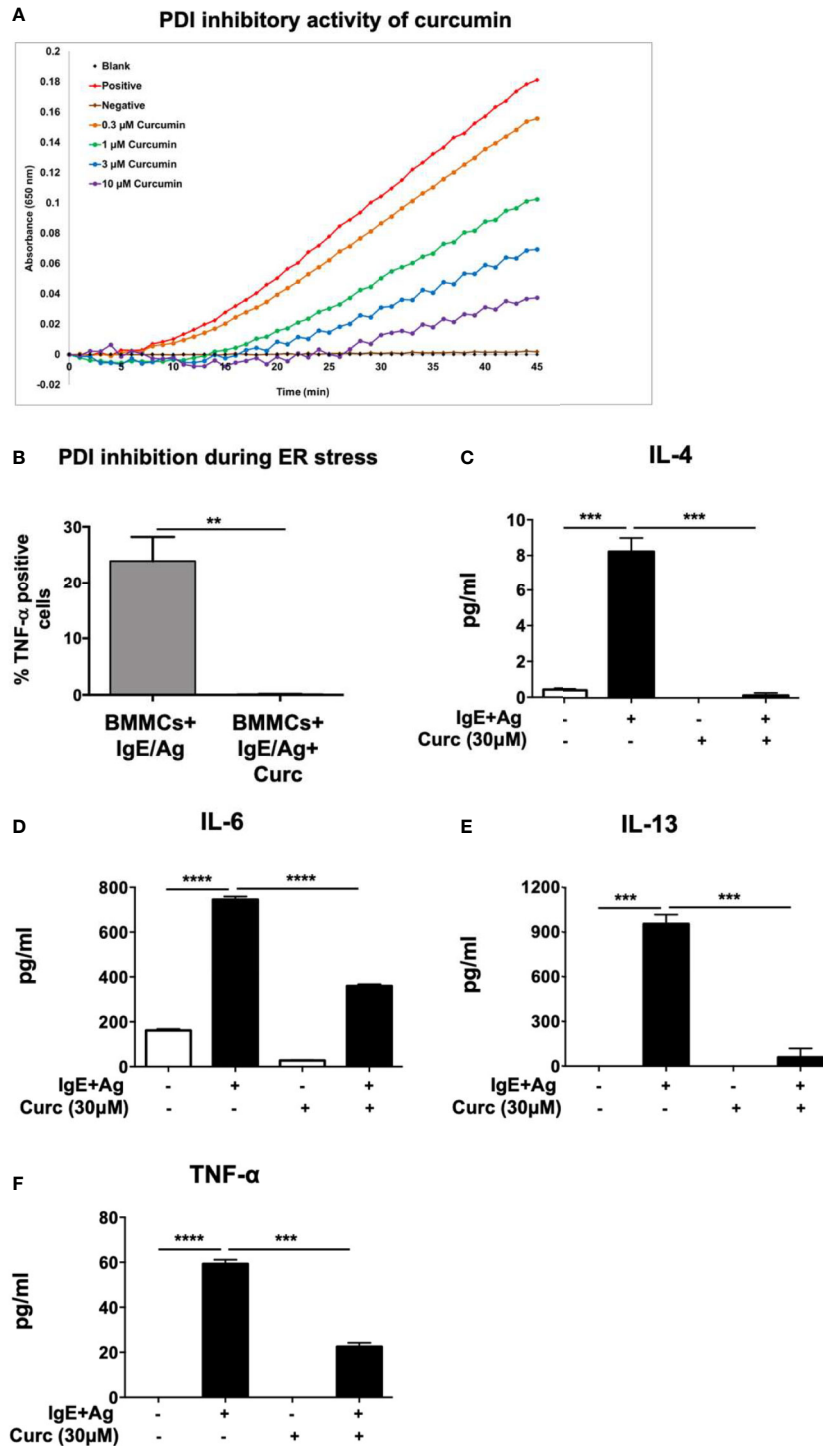 A
PDI inhibitory activity of curcumin
0.2
0.18
0.16
0.14
0.12
0.1
0.08
0.06
0.04
0.02
0
-0.02
Absorbance (650 nm)
Blank
Positive
Negative
0.3 µM Curcumin
1 µM Curcumin
3 µM Curcumin
10 µM Curcumin
0 5 10 15 20 25 30 35 40 45
Time (min)
B
PDI inhibition during ER stress
% TNF-α positive
cells
30
20
10
0
**
BMMCs+ BMMCs+
IgE/Ag IgE/Ag+
Curc
C
IL-4
pg/ml
10
8
6
4
2
0
*** ***
IgE+Ag - + - +
Curc (30µM) - - + +
D
IL-6
pg/ml
800
600
400
200
0
**** ****
IgE+Ag - + - +
Curc (30µM) - - + +
E
IL-13
pg/ml
1200
900
600
300
0
*** ***
IgE+Ag - + - +
Curc (30µM) - - + +
F
TNF-α
pg/ml
80
60
40
20
0
**** ***
IgE+Ag - + - +
Curc (30µM) - - + +